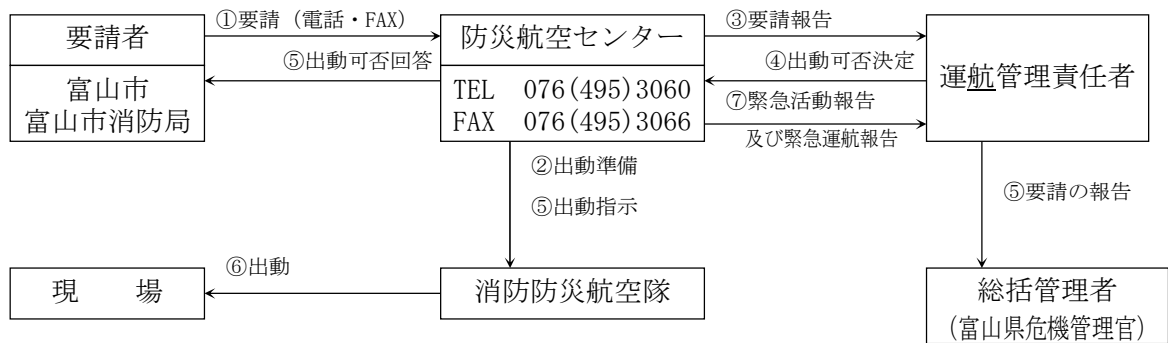 ①要請（電話・FAX）
③要請報告
要請者
防災航空センター
⑤出動可否回答
④出動可否決定
運航管理責任者
富山市
富山市消防局
TEL　076(495)3060
FAX　076(495)3066
⑦緊急活動報告
及び緊急運航報告
②出動準備
⑤出動指示
⑤要請の報告
⑥出動
現　　場
消防防災航空隊
総括管理者
（富山県危機管理官）